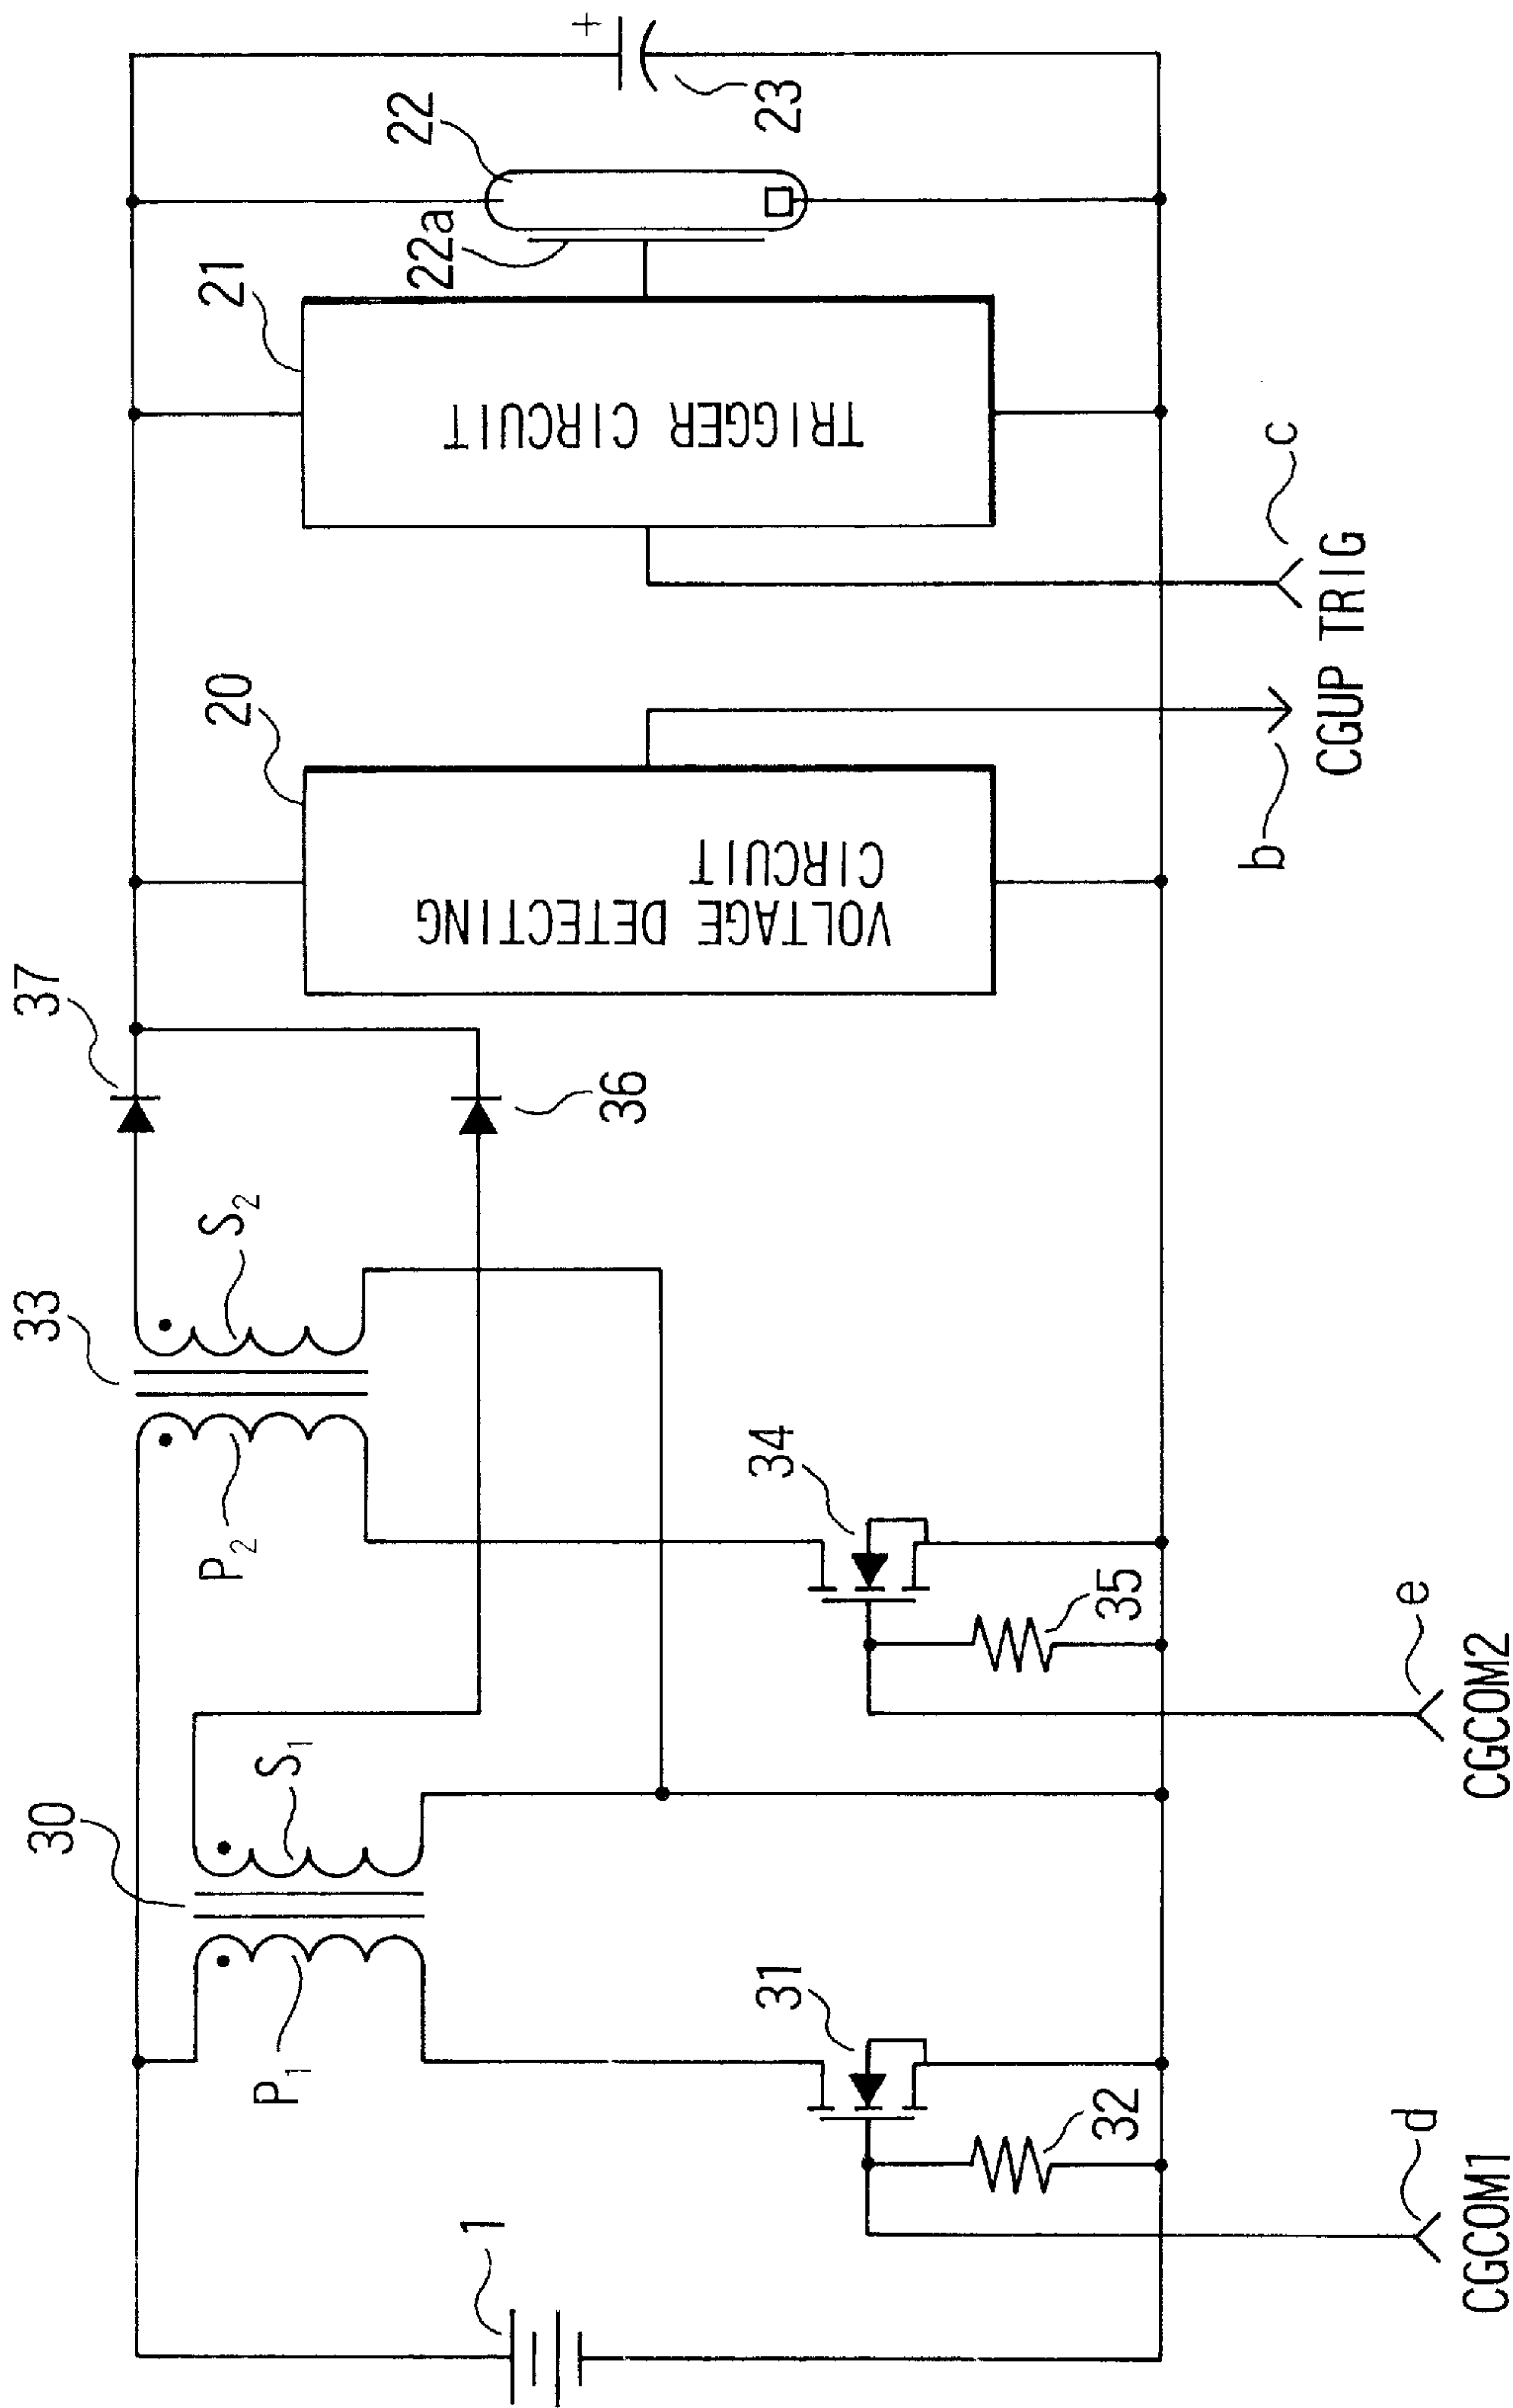 37
33
30
S₂
P₂
S₁
P₁
36
20
VOLTAGE DETECTING
CIRCUIT
21
TRIGGER CIRCUIT
22
22a
+
23
34
35
31
32
1
b
c
CGUP TRIG
e
CGCOM2
d
CGCOM1